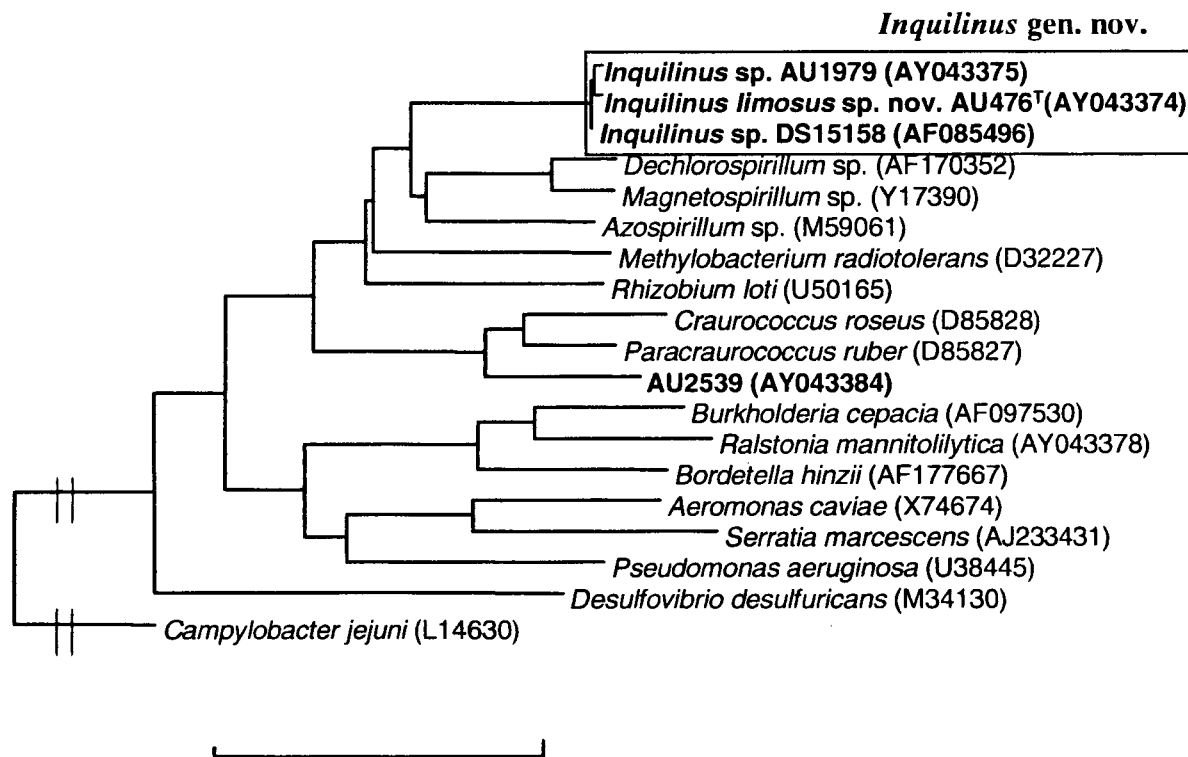 Inquilinus gen. nov.
Inquilinus sp. AU1979 (AY043375)
Inquilinus limosus sp. nov. AU476ᵀ(AY043374)
Inquilinus sp. DS15158 (AF085496)
Dechlorospirillum sp. (AF170352)
Magnetospirillum sp. (Y17390)
Azospirillum sp. (M59061)
Methylobacterium radiotolerans (D32227)
Rhizobium loti (U50165)
Craurococcus roseus (D85828)
Paracraurococcus ruber (D85827)
AU2539 (AY043384)
Burkholderia cepacia (AF097530)
Ralstonia mannitolilytica (AY043378)
Bordetella hinzii (AF177667)
Aeromonas caviae (X74674)
Serratia marcescens (AJ233431)
Pseudomonas aeruginosa (U38445)
Desulfovibrio desulfuricans (M34130)
Campylobacter jejuni (L14630)